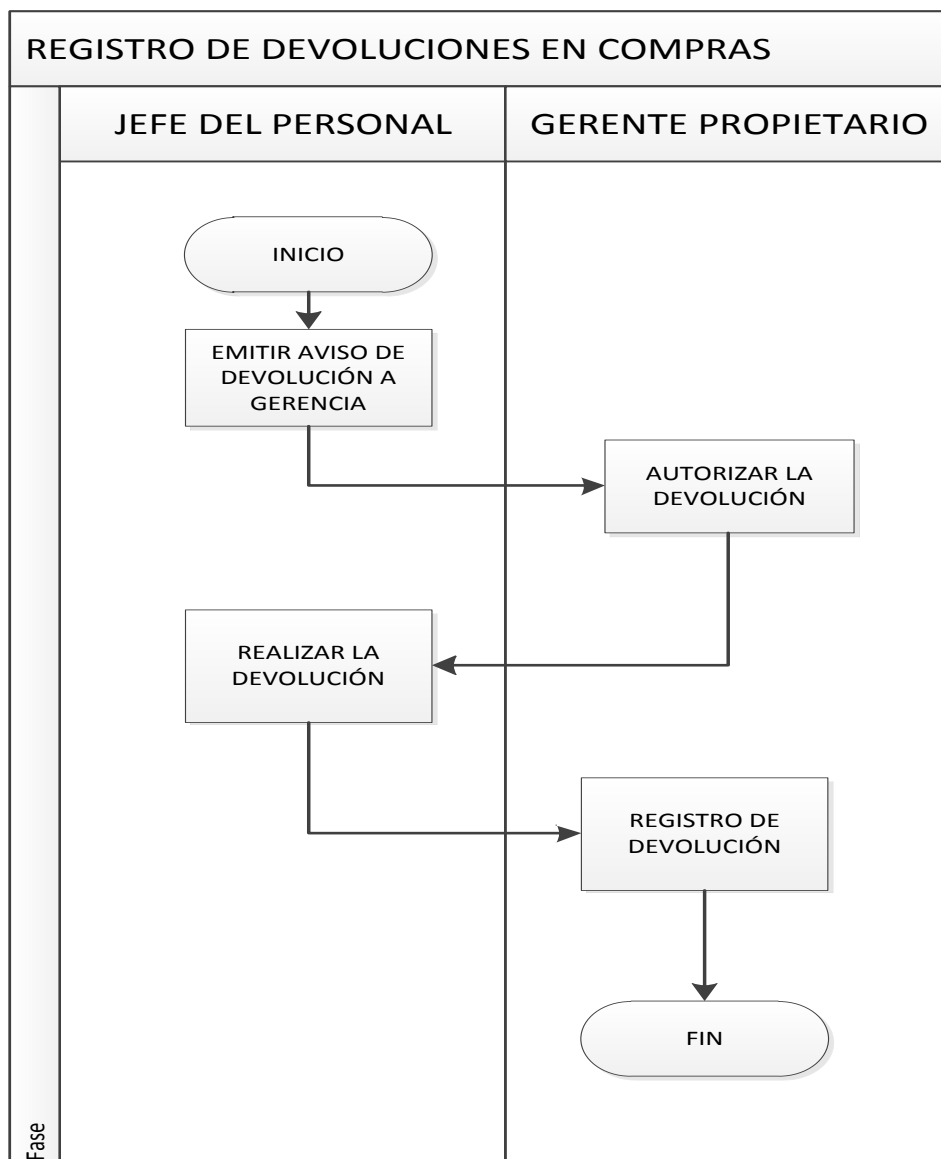 REGISTRO DE DEVOLUCIONES EN COMPRAS
JEFE DEL PERSONAL
GERENTE PROPIETARIO
INICIO
EMITIR AVISO DE
DEVOLUCIÓN A
GERENCIA
AUTORIZAR LA
DEVOLUCIÓN
REALIZAR LA
DEVOLUCIÓN
REGISTRO DE
DEVOLUCIÓN
FIN
Fase